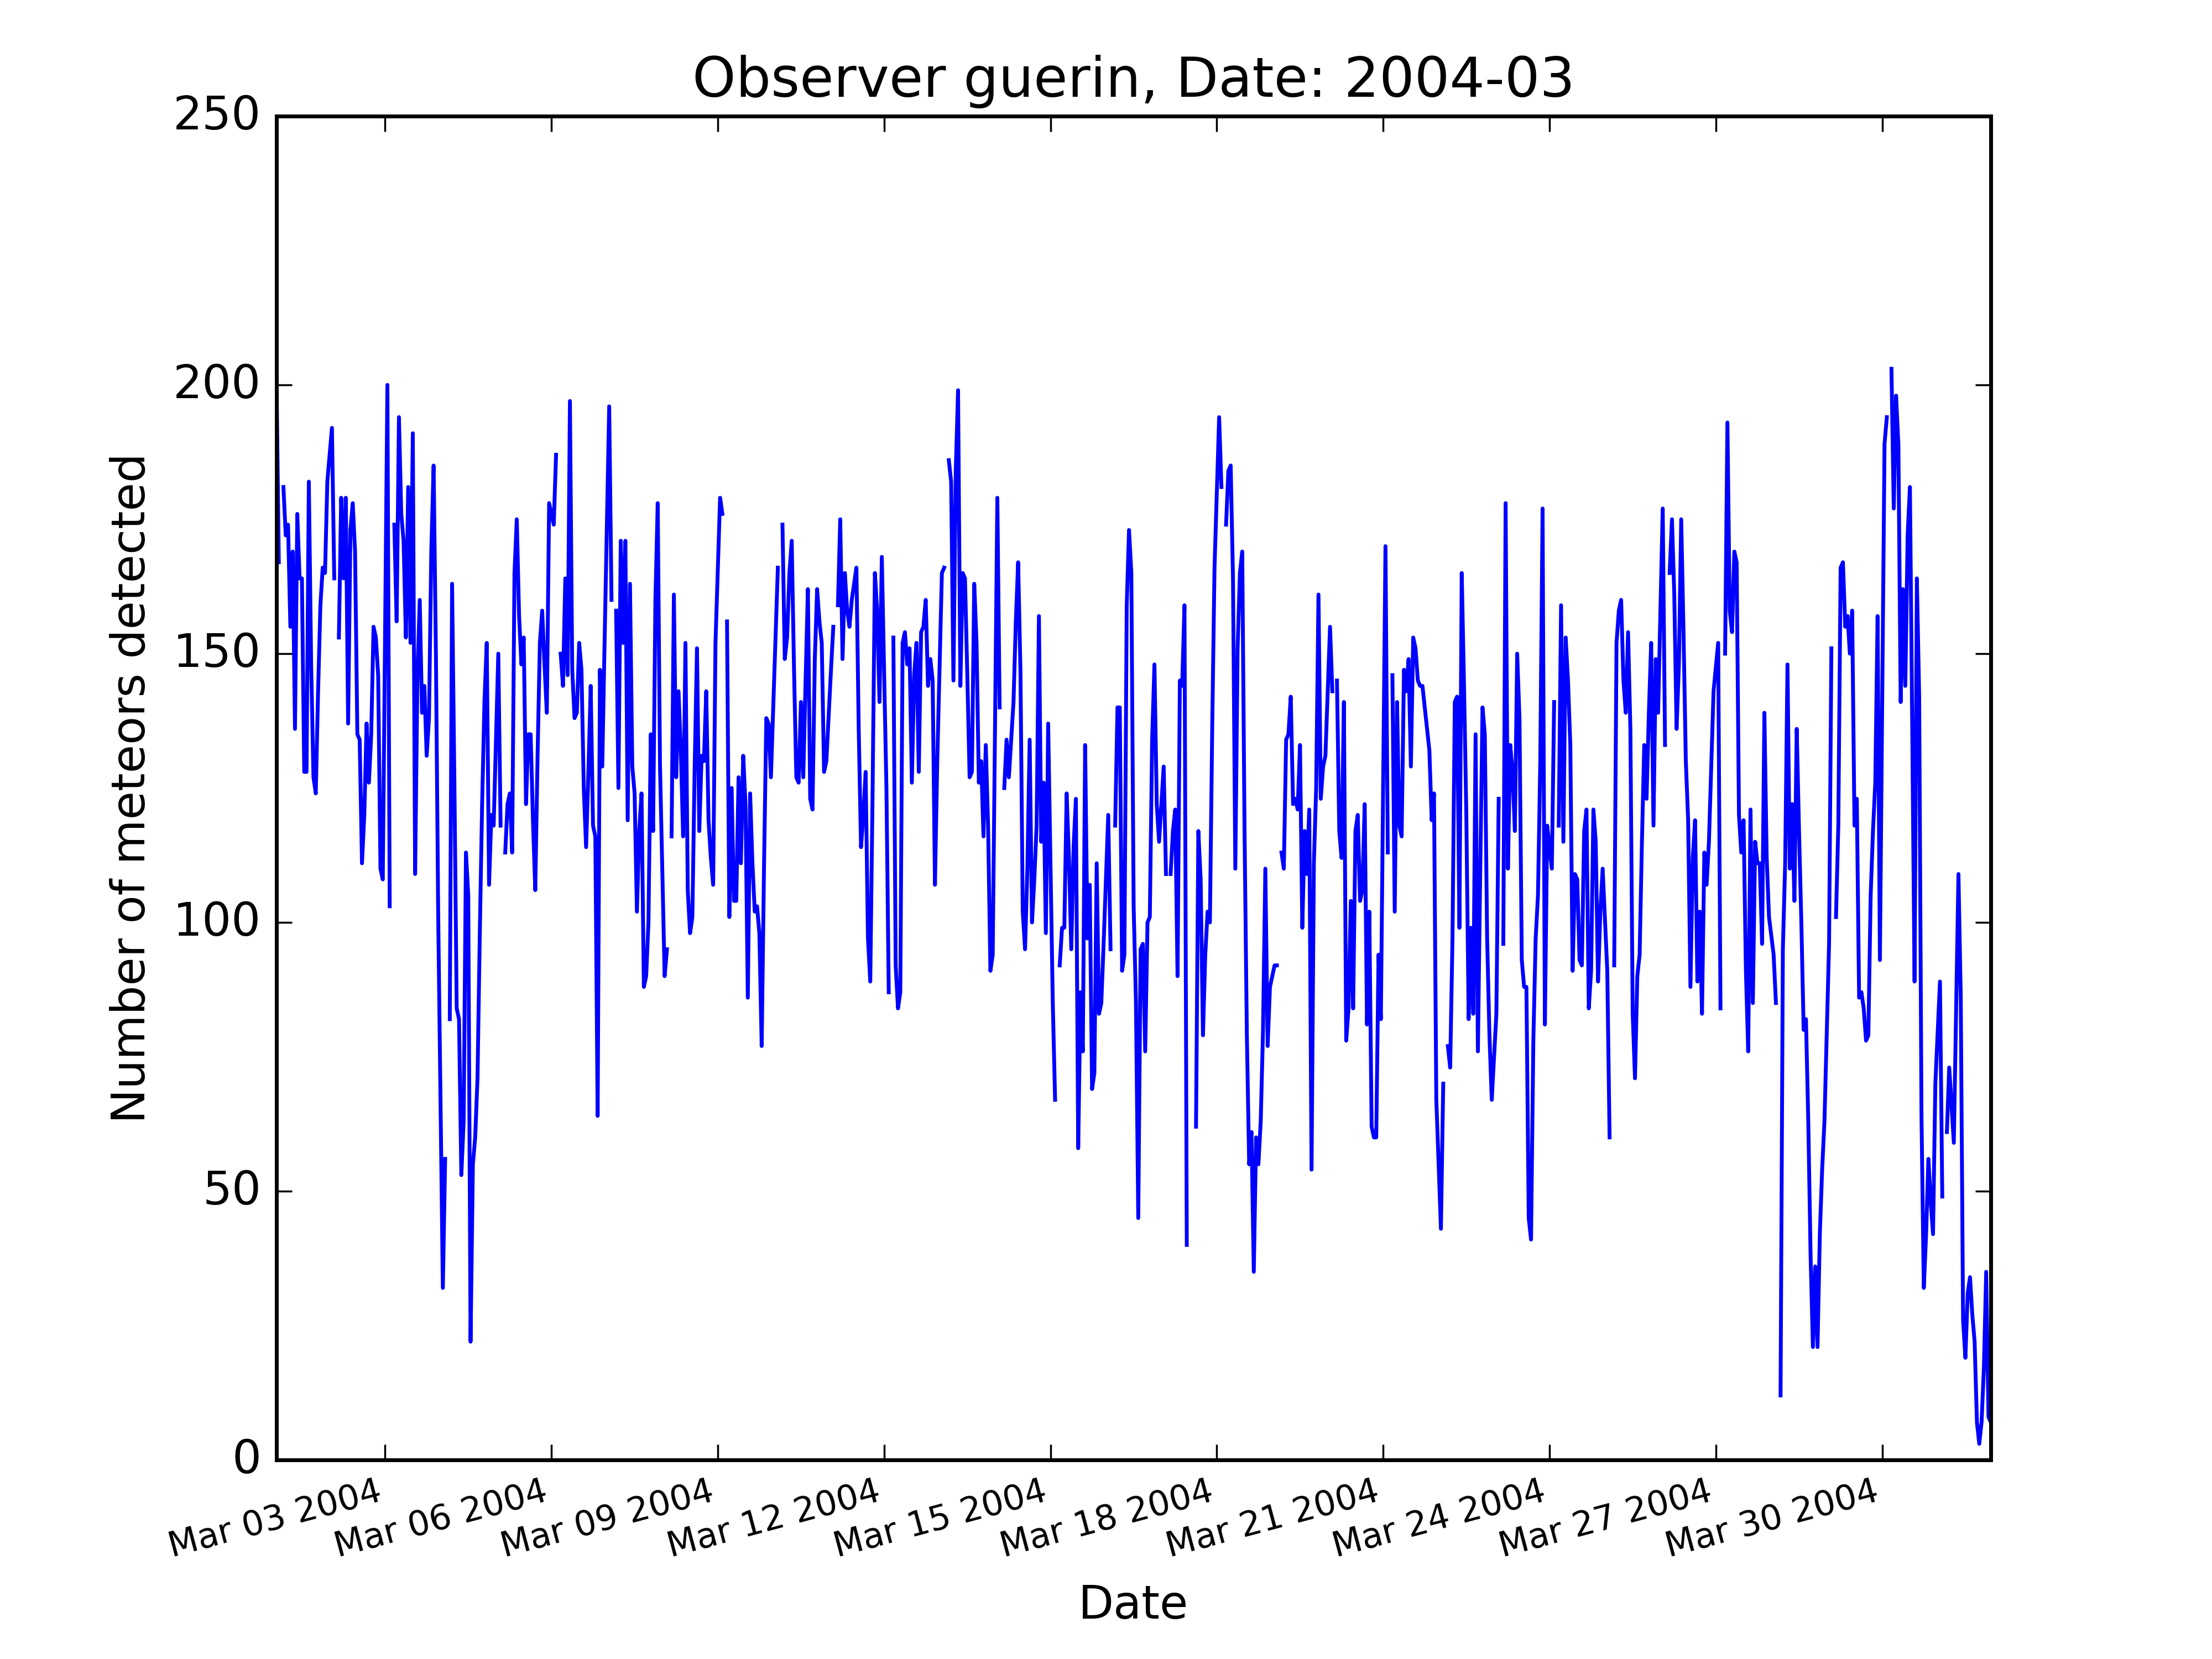 Observer guerin, Date: 2004-03
Number of meteors detected
250
200
150
100
50
0
Mar 03 2004
Mar 06 2004
Mar 09 2004
Mar 12 2004
Mar 15 2004
Mar 18 2004
Mar 21 2004
Mar 24 2004
Mar 27 2004
Mar 30 2004
Date